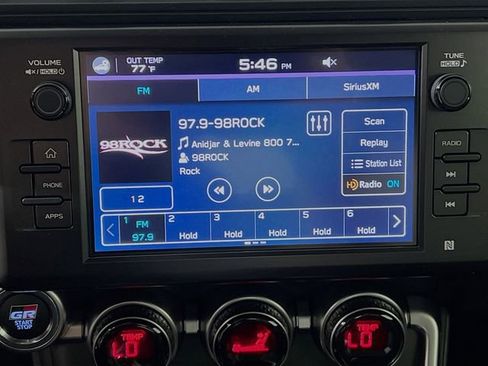 VOLUME
HOLD
OUT TEMP
77°F
5:46 PM
TUNE
HOLD
FM
AM
SiriusXM
98ROCK
97.9-98ROCK
Anidjar & Levine 800 7...
98ROCK
Rock
Scan
Replay
Station List
HD Radio ON
1 2
1 FM 97.9
2 Hold
3 Hold
4 Hold
5 Hold
6 Hold
PHONE
APPS
RADIO
GR
START
STOP
TEMP
LO
TEMP
LO